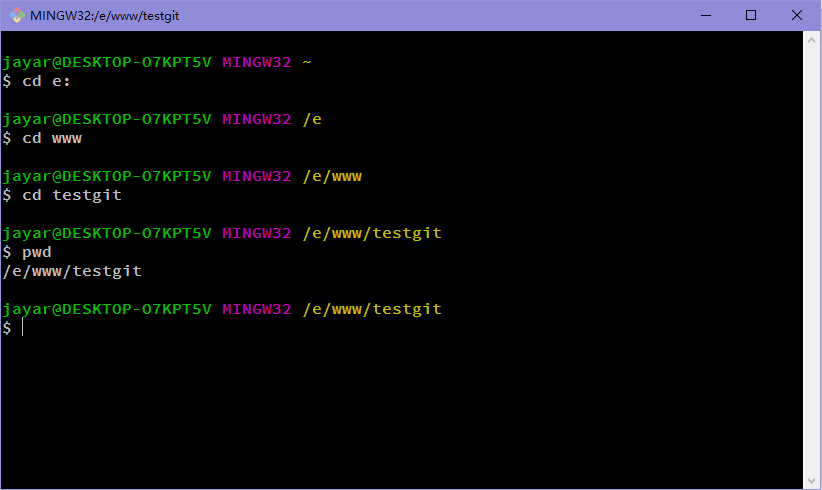 MINGW32:/e/www/testgit
jayar@DESKTOP-O7KPT5V MINGW32 ~
$ cd e:
jayar@DESKTOP-O7KPT5V MINGW32 /e
$ cd www
jayar@DESKTOP-O7KPT5V MINGW32 /e/www
$ cd testgit
jayar@DESKTOP-O7KPT5V MINGW32 /e/www/testgit
$ pwd
/e/www/testgit
jayar@DESKTOP-O7KPT5V MINGW32 /e/www/testgit
$